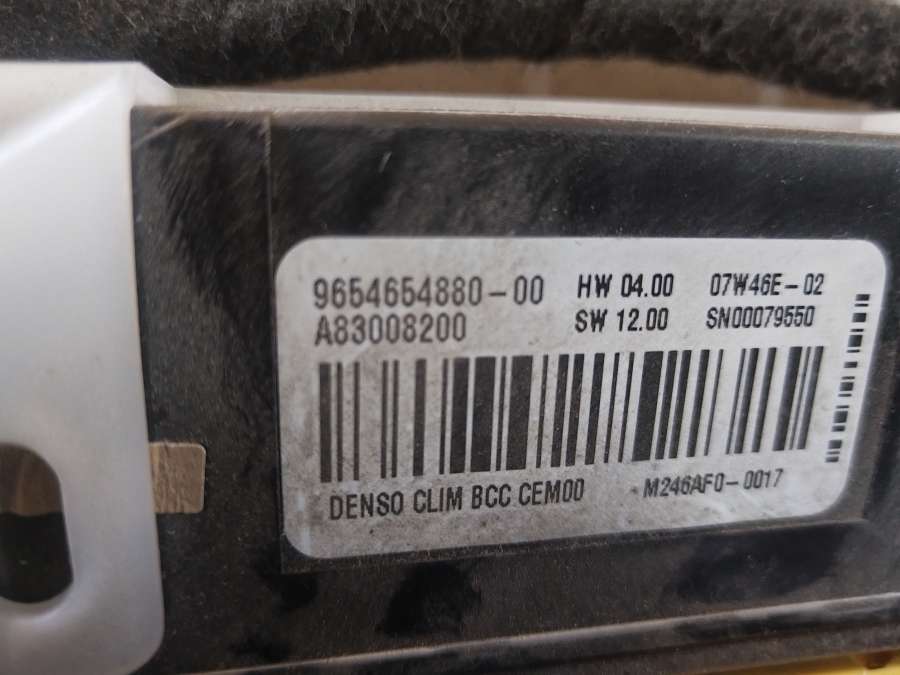 9654654880-00 HW 04.00 07W46E-02
A83008200 SW 12.00 SN00079550
DENSO CLIM BCC CEM00 M246AF0-0017